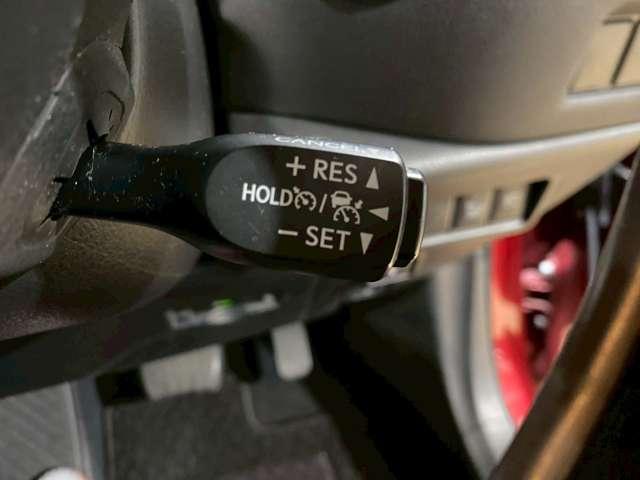 CANCEL
+ RES ▲
HOLD / ◀
− SET ▼